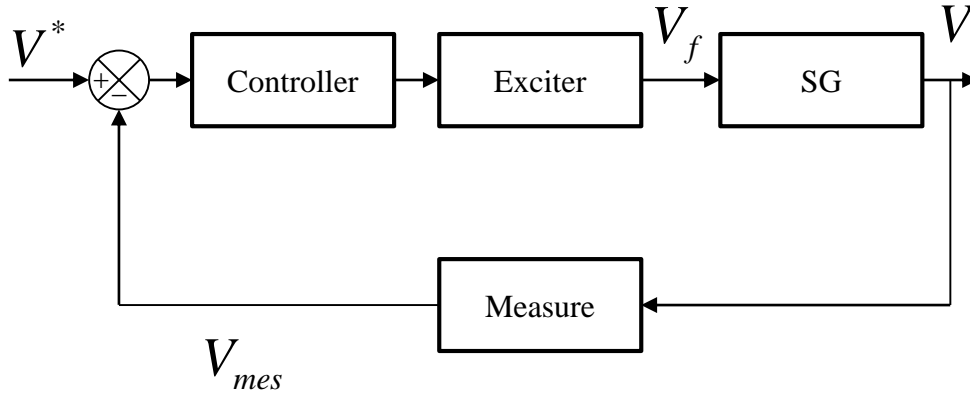 V*
V_f
V
+
−
Controller
Exciter
SG
Measure
V_mes